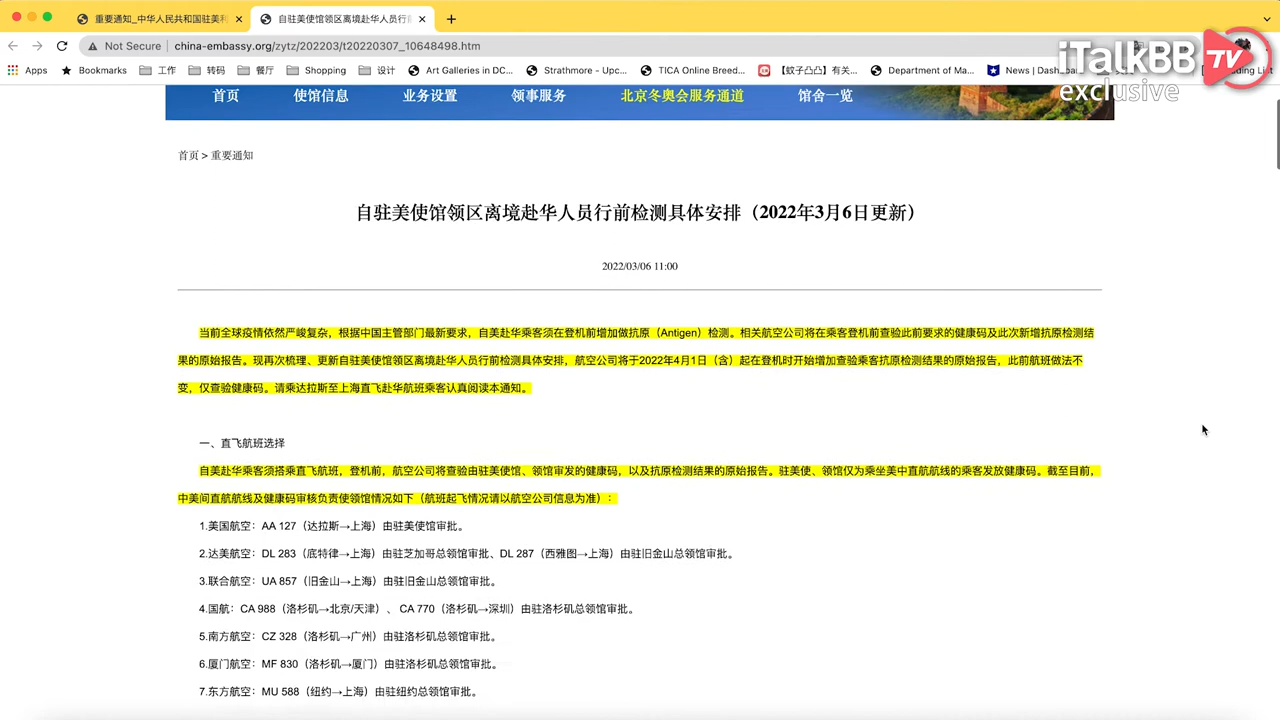 重要通知_中华人民共和国驻美利
自驻美使馆领区离境赴华人员行前
Not Secure
china-embassy.org/zytz/202203/t20220307_10648498.htm
Apps
Bookmarks
工作
转码
餐厅
Shopping
设计
Art Galleries in DC...
Strathmore - Upc...
TICA Online Breed...
【蚊子凸凸】有关...
Department of Ma...
News | Dashboa
iTalkBB TV
exclusive
首页
使馆信息
业务设置
领事服务
北京冬奥会服务通道
馆舍一览
首页 > 重要通知
自驻美使馆领区离境赴华人员行前检测具体安排（2022年3月6日更新）
2022/03/06 11:00
当前全球疫情依然严峻复杂，根据中国主管部门最新要求，自美赴华乘客须在登机前增加做抗原（Antigen）检测。相关航空公司将在乘客登机前查验此前要求的健康码及此次新增抗原检测结
果的原始报告。现再次梳理、更新自驻美使馆领区离境赴华人员行前检测具体安排，航空公司将于2022年4月1日（含）起在登机时开始增加查验乘客抗原检测结果的原始报告，此前航班做法不
变，仅查验健康码。请乘达拉斯至上海直飞赴华航班乘客认真阅读本通知。
一、直飞航班选择
自美赴华乘客须搭乘直飞航班，登机前，航空公司将查验由驻美使馆、领馆审发的健康码，以及抗原检测结果的原始报告。驻美使、领馆仅为乘坐美中直航航线的乘客发放健康码。截至目前，
中美间直航航线及健康码审核负责使领馆情况如下（航班起飞情况请以航空公司信息为准）：
1.美国航空：AA 127（达拉斯→上海）由驻美使馆审批。
2.达美航空：DL 283（底特律→上海）由驻芝加哥总领馆审批、DL 287（西雅图→上海）由驻旧金山总领馆审批。
3.联合航空：UA 857（旧金山→上海）由驻旧金山总领馆审批。
4.国航：CA 988（洛杉矶→北京/天津）、CA 770（洛杉矶→深圳）由驻洛杉矶总领馆审批。
5.南方航空：CZ 328（洛杉矶→广州）由驻洛杉矶总领馆审批。
6.厦门航空：MF 830（洛杉矶→厦门）由驻洛杉矶总领馆审批。
7.东方航空：MU 588（纽约→上海）由驻纽约总领馆审批。